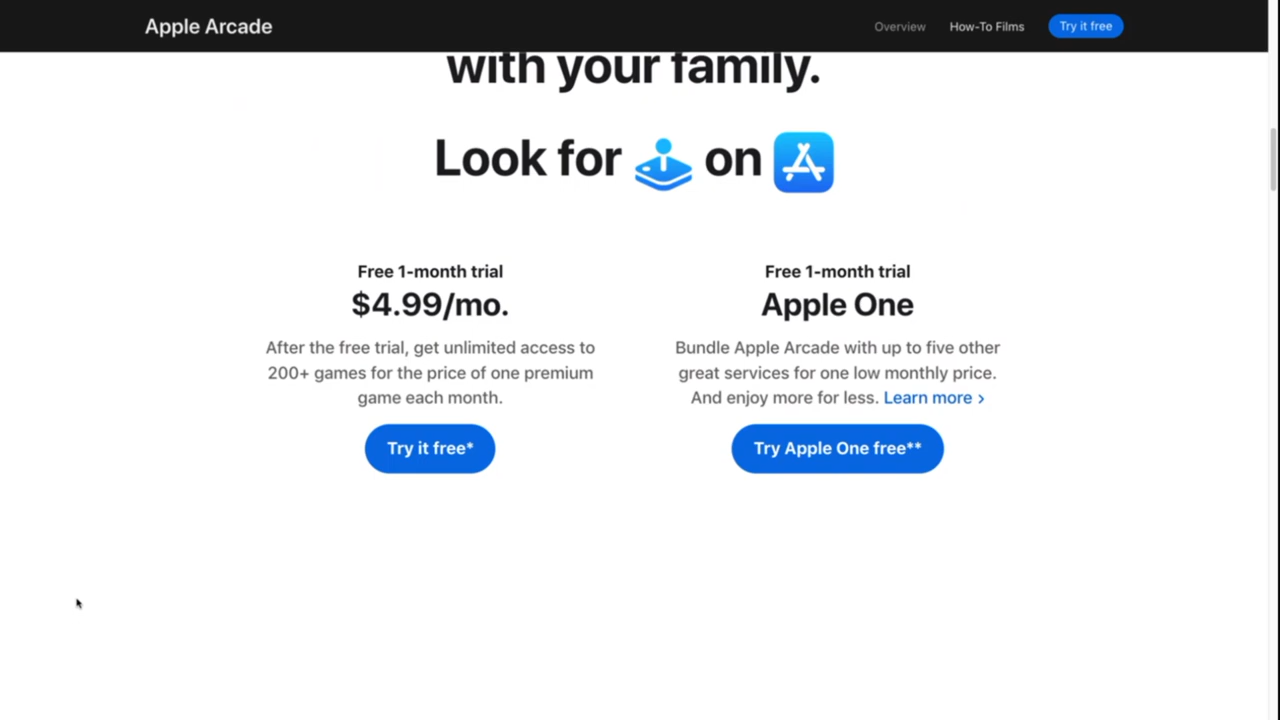 Apple Arcade
Overview
How-To Films
Try it free
with your family.
Look for on
Free 1-month trial
$4.99/mo.
After the free trial, get unlimited access to
200+ games for the price of one premium
game each month.
Try it free*
Free 1-month trial
Apple One
Bundle Apple Arcade with up to five other
great services for one low monthly price.
And enjoy more for less. Learn more ›
Try Apple One free**